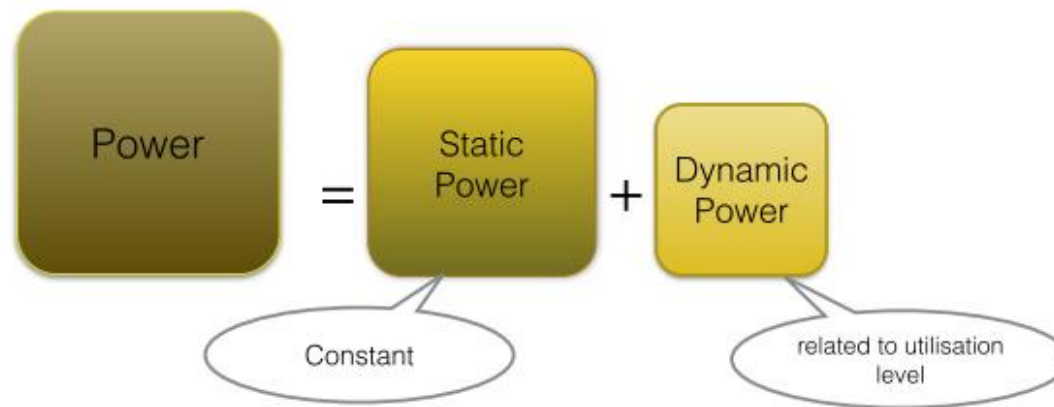 Power
=
Static
Power
+
Dynamic
Power
Constant
related to utilisation
level